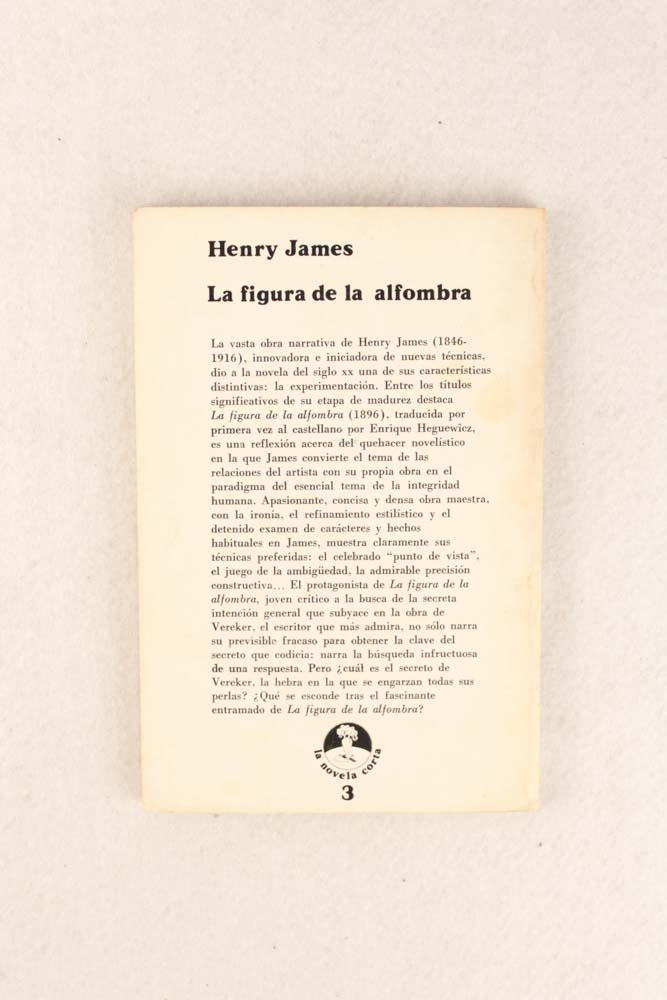 Henry James
La figura de la alfombra
La vasta obra narrativa de Henry James (1846-
1916), innovadora e iniciadora de nuevas técnicas,
dio a la novela del siglo xx una de sus características
distintivas: la experimentación. Entre los títulos
significativos de su etapa de madurez destaca
La figura de la alfombra (1896), traducida por
primera vez al castellano por Enrique Heguewicz,
es una reflexión acerca del quehacer novelístico
en la que James convierte el tema de las
relaciones del artista con su propia obra en el
paradigma del esencial tema de la integridad
humana. Apasionante, concisa y densa obra maestra,
con la ironía, el refinamiento estilístico y el
detenido examen de carácteres y hechos
habituales en James, muestra claramente sus
técnicas preferidas: el celebrado "punto de vista",
el juego de la ambigüedad, la admirable precisión
constructiva... El protagonista de La figura de la
alfombra, joven crítico a la busca de la secreta
intención general que subyace en la obra de
Vereker, el escritor que más admira, no sólo narra
su previsible fracaso para obtener la clave del
secreto que codicia: narra la búsqueda infructuosa
de una respuesta. Pero ¿cuál es el secreto de
Vereker, la hebra en la que se engarzan todas sus
perlas? ¿Qué se esconde tras el fascinante
entramado de La figura de la alfombra?
la novela corta
3